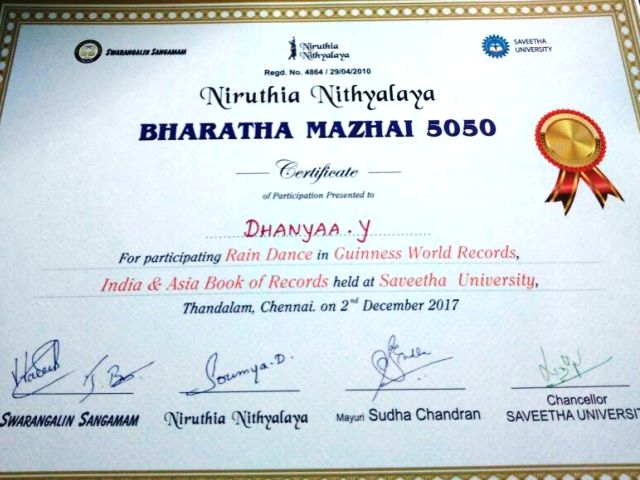 SWARANGALIN SANGAMAM
Niruthia
Nithyalaya
SAVEETHA
UNIVERSITY
Regd. No. 4864 / 29/04/2010
Niruthia Nithyalaya
BHARATHA MAZHAI 5050
Certificate
of Participation Presented to
DHANYAA.Y
For participating Rain Dance in Guinness World Records,
India & Asia Book of Records held at Saveetha University,
Thandalam, Chennai. on 2nd December 2017
Soumya.D.
SWARANGALIN SANGAMAM
Niruthia Nithyalaya
Mayuri Sudha Chandran
Chancellor
SAVEETHA UNIVERSIT